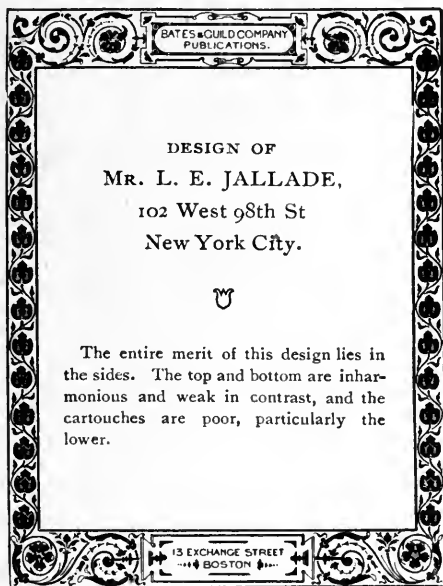 BATES & GUILD COMPANY
PUBLICATIONS.
DESIGN OF
MR. L. E. JALLADE,
102 West 98th St
New York City.
The entire merit of this design lies in
the sides. The top and bottom are inhar-
monious and weak in contrast, and the
cartouches are poor, particularly the
lower.
13 EXCHANGE STREET
BOSTON